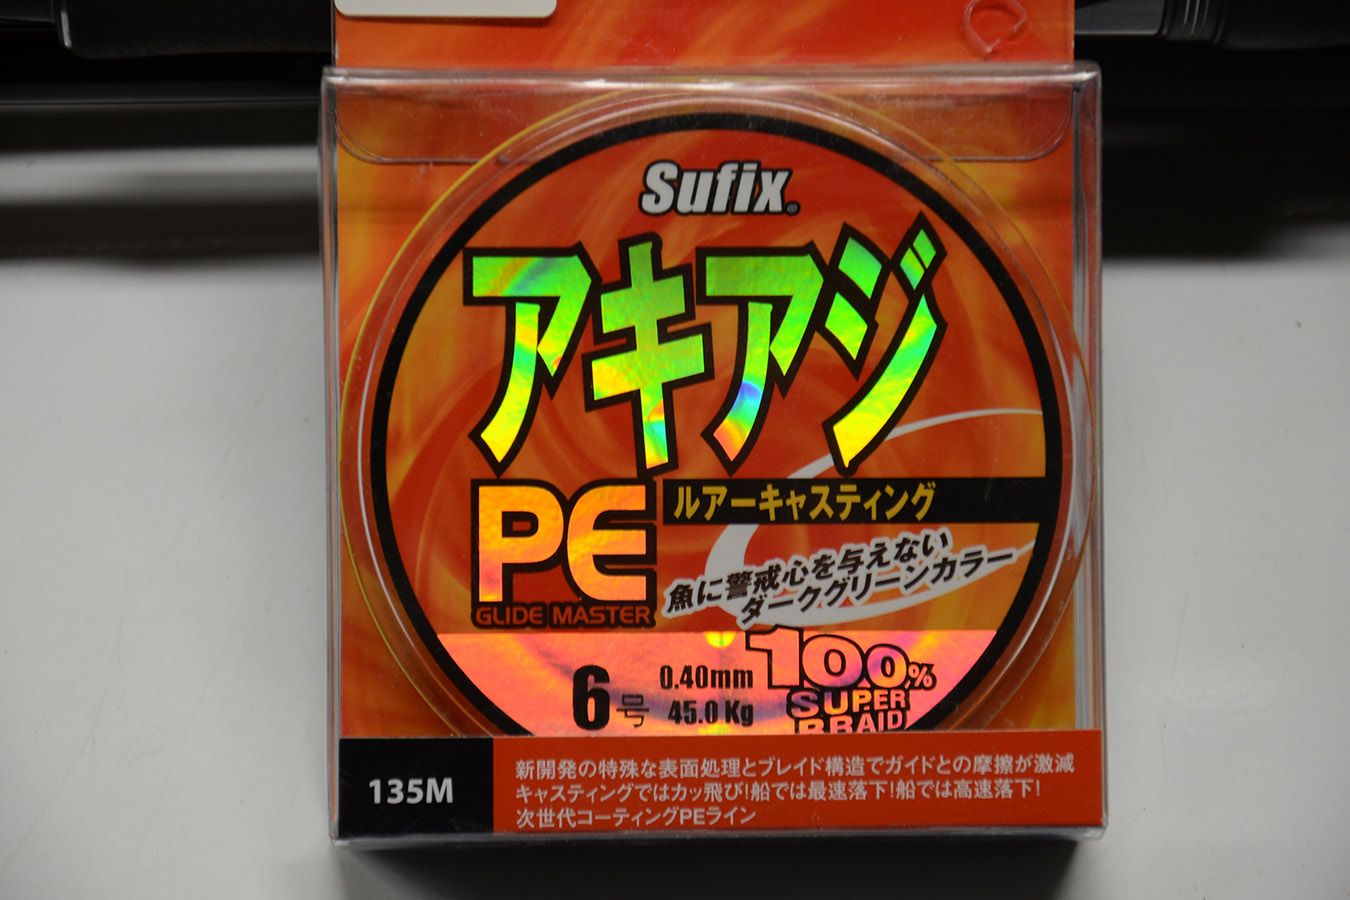 Sufix®
アキアジ
PE
GLIDE MASTER
ルアーキャスティング
魚に警戒心を与えない
ダークグリーンカラー
6号
0.40mm
45.0Kg
100%
SUPER
BRAID
135M
新開発の特殊な表面処理とブレイド構造でガイドとの摩擦が激減
キャスティングではカッ飛び!船では最速落下!船では高速落下!
次世代コーティングPEライン